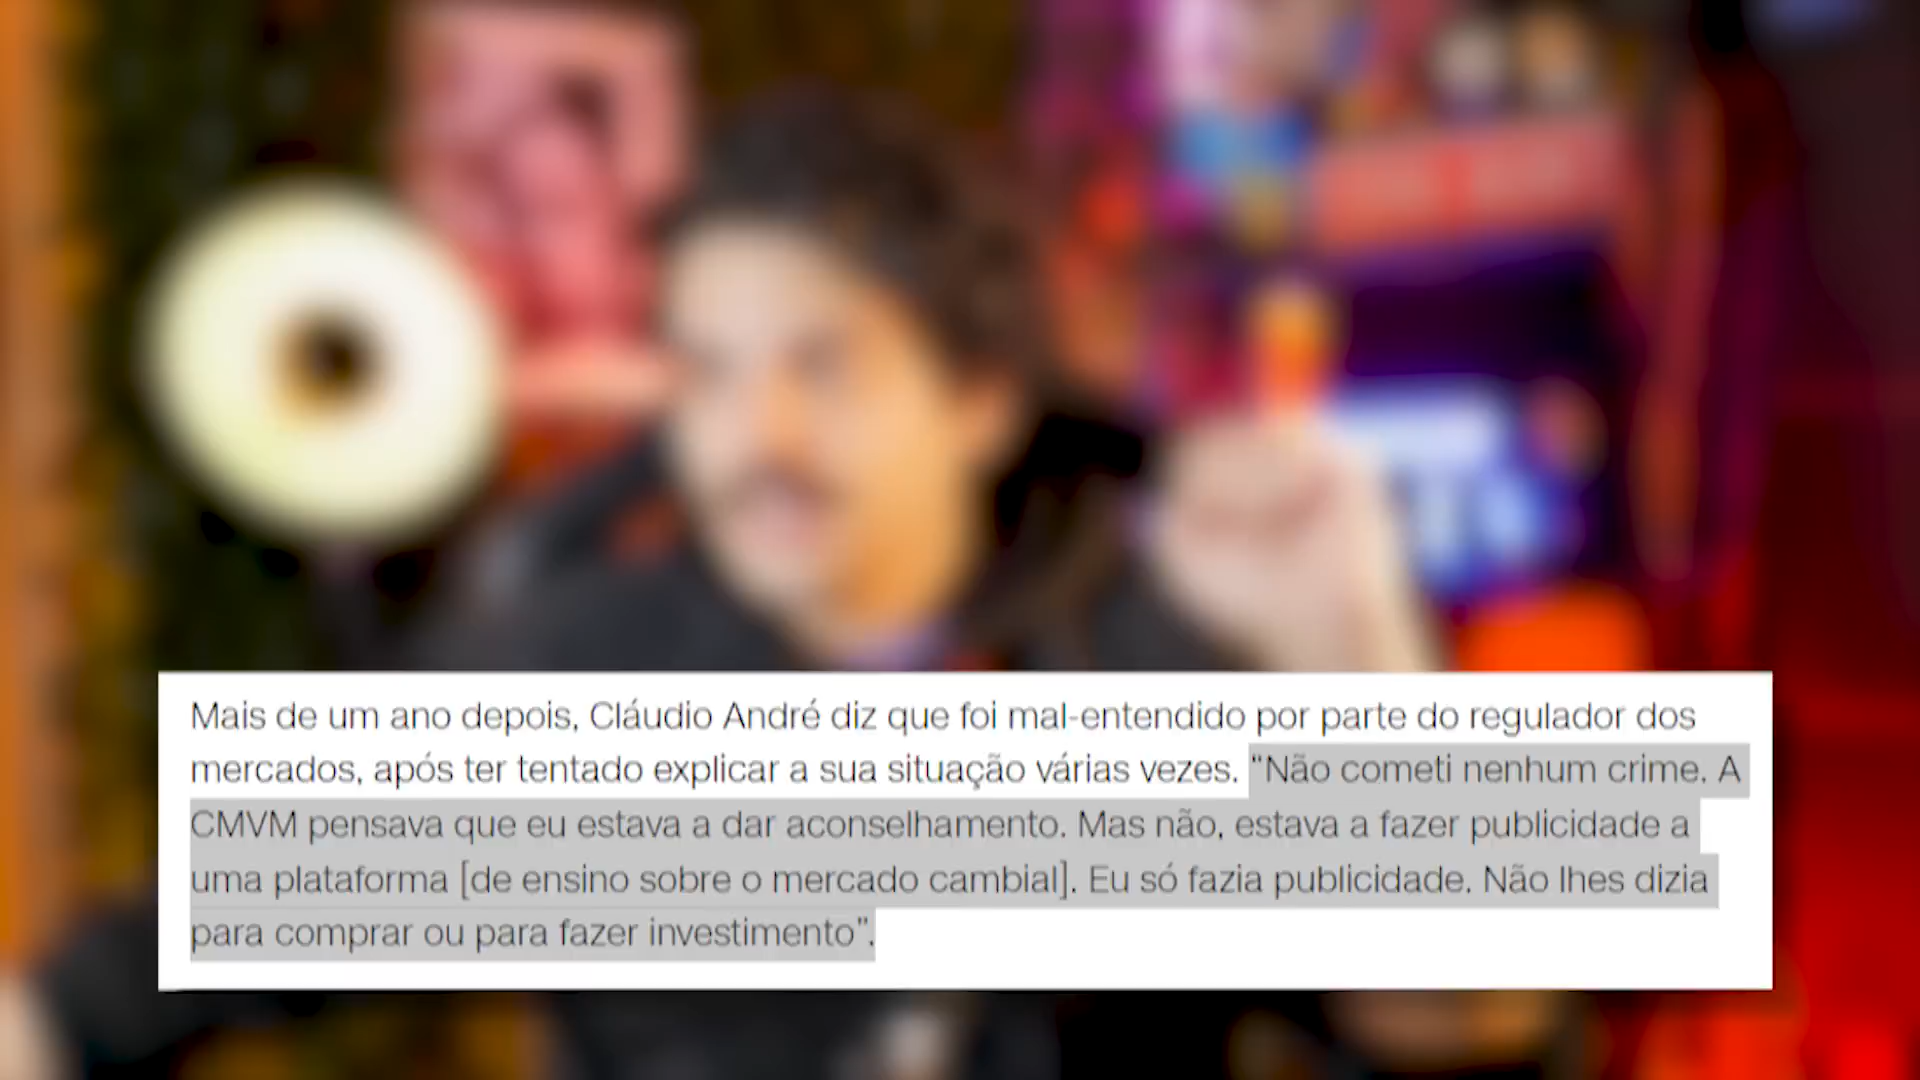 Mais de um ano depois, Cláudio André diz que foi mal-entendido por parte do regulador dos
mercados, após ter tentado explicar a sua situação várias vezes. "Não cometi nenhum crime. A
CMVM pensava que eu estava a dar aconselhamento. Mas não, estava a fazer publicidade a
uma plataforma [de ensino sobre o mercado cambial]. Eu só fazia publicidade. Não lhes dizia
para comprar ou para fazer investimento".